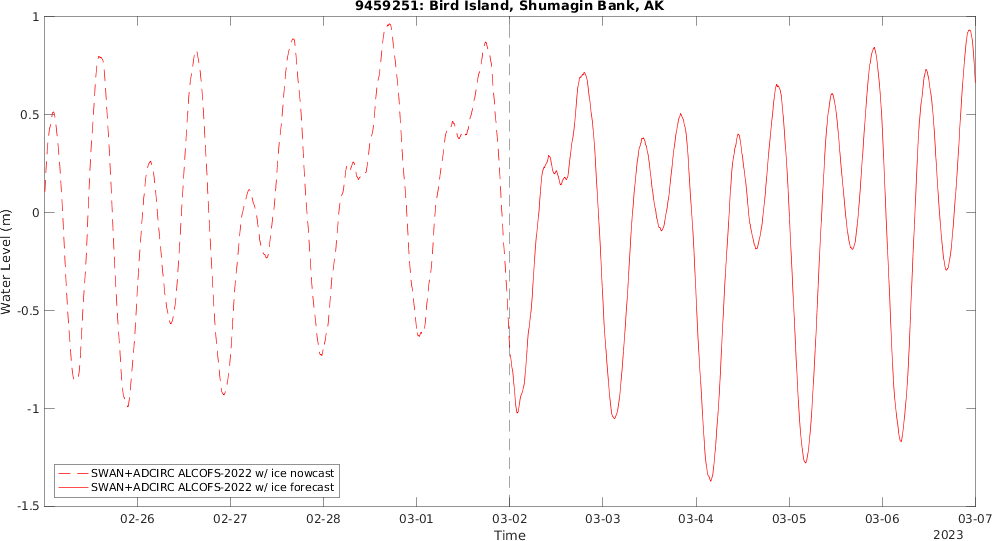 9459251: Bird Island, Shumagin Bank, AK
1
0.5
0
-0.5
-1
-1.5
Water Level (m)
SWAN+ADCIRC ALCOFS-2022 w/ ice nowcast
SWAN+ADCIRC ALCOFS-2022 w/ ice forecast
02-26 02-27 02-28 03-01 03-02 03-03 03-04 03-05 03-06 03-07
Time
2023